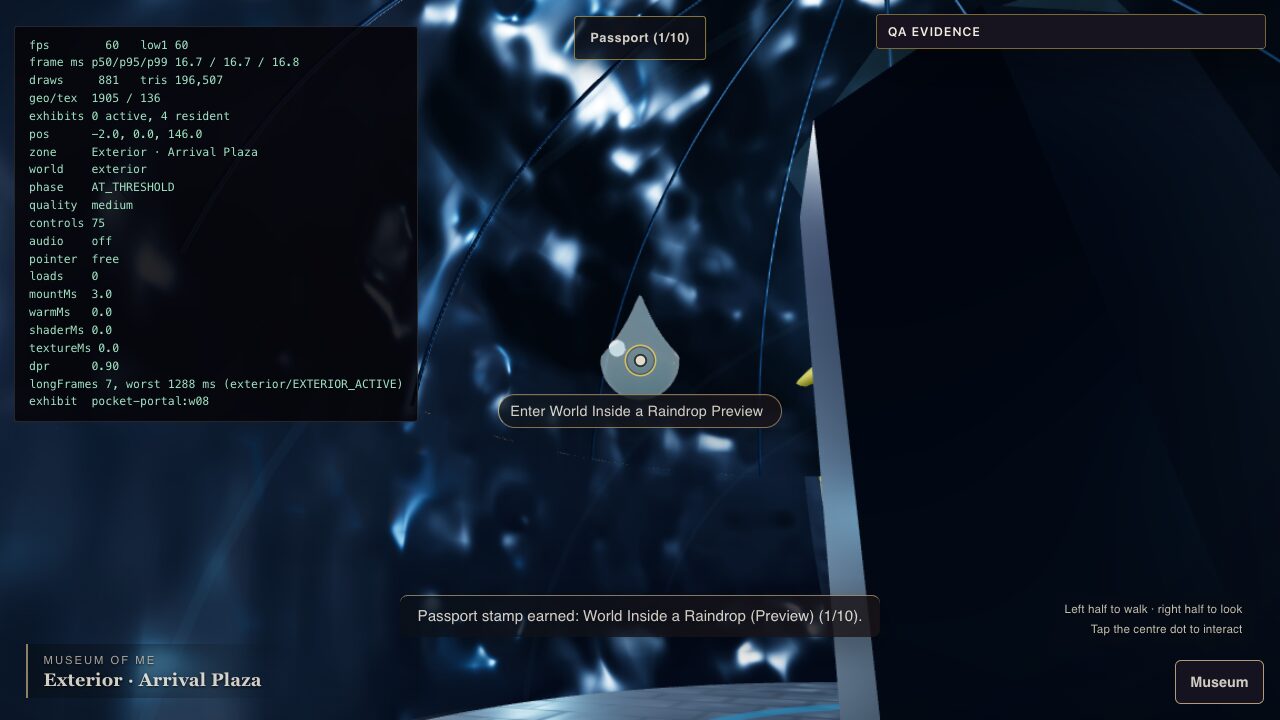 fps 60 low1 60
frame ms p50/p95/p99 16.7 / 16.7 / 16.8
draws 881 tris 196,507
geo/tex 1905 / 136
exhibits 0 active, 4 resident
pos −2.0, 0.0, 146.0
zone Exterior · Arrival Plaza
world exterior
phase AT_THRESHOLD
quality medium
controls 75
audio off
pointer free
loads 0
mountMs 3.0
warmMs 0.0
shaderMs 0.0
textureMs 0.0
dpr 0.90
longFrames 7, worst 1288 ms (exterior/EXTERIOR_ACTIVE)
exhibit pocket-portal:w08
Passport (1/10)
QA EVIDENCE
Enter World Inside a Raindrop Preview
Passport stamp earned: World Inside a Raindrop (Preview) (1/10).
Left half to walk · right half to look
Tap the centre dot to interact
MUSEUM OF ME
Exterior · Arrival Plaza
Museum